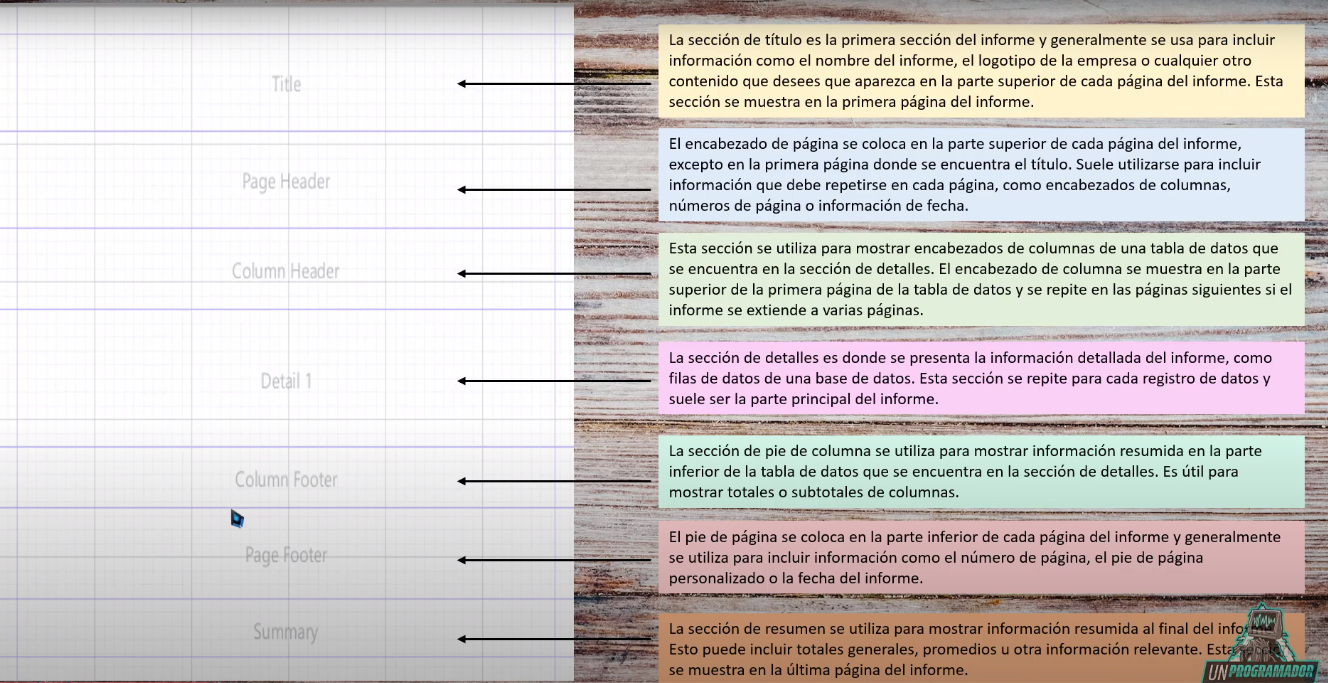 Title
La sección de título es la primera sección del informe y generalmente se usa para incluir
información como el nombre del informe, el logotipo de la empresa o cualquier otro
contenido que desees que aparezca en la parte superior de cada página del informe. Esta
sección se muestra en la primera página del informe.
Page Header
El encabezado de página se coloca en la parte superior de cada página del informe,
excepto en la primera página donde se encuentra el título. Suele utilizarse para incluir
información que debe repetirse en cada página, como encabezados de columnas,
números de página o información de fecha.
Column Header
Esta sección se utiliza para mostrar encabezados de columnas de una tabla de datos que
se encuentra en la sección de detalles. El encabezado de columna se muestra en la parte
superior de la primera página de la tabla de datos y se repite en las páginas siguientes si el
informe se extiende a varias páginas.
Detail 1
La sección de detalles es donde se presenta la información detallada del informe, como
filas de datos de una base de datos. Esta sección se repite para cada registro de datos y
suele ser la parte principal del informe.
Column Footer
La sección de pie de columna se utiliza para mostrar información resumida en la parte
inferior de la tabla de datos que se encuentra en la sección de detalles. Es útil para
mostrar totales o subtotales de columnas.
Page Footer
El pie de página se coloca en la parte inferior de cada página del informe y generalmente
se utiliza para incluir información como el número de página, el pie de página
personalizado o la fecha del informe.
Summary
La sección de resumen se utiliza para mostrar información resumida al final del
Esto puede incluir totales generales, promedios u otra información relevante. Esta
se muestra en la última página del informe.
UN PROGRAMADOR